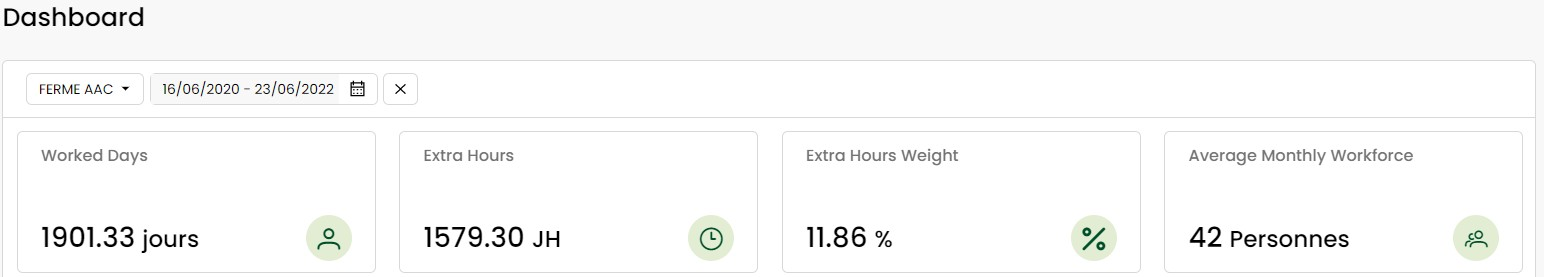 Dashboard
FERME AAC
16/06/2020 - 23/06/2022
Worked Days
1901.33 jours
Extra Hours
1579.30 JH
Extra Hours Weight
11.86 %
Average Monthly Workforce
42 Personnes